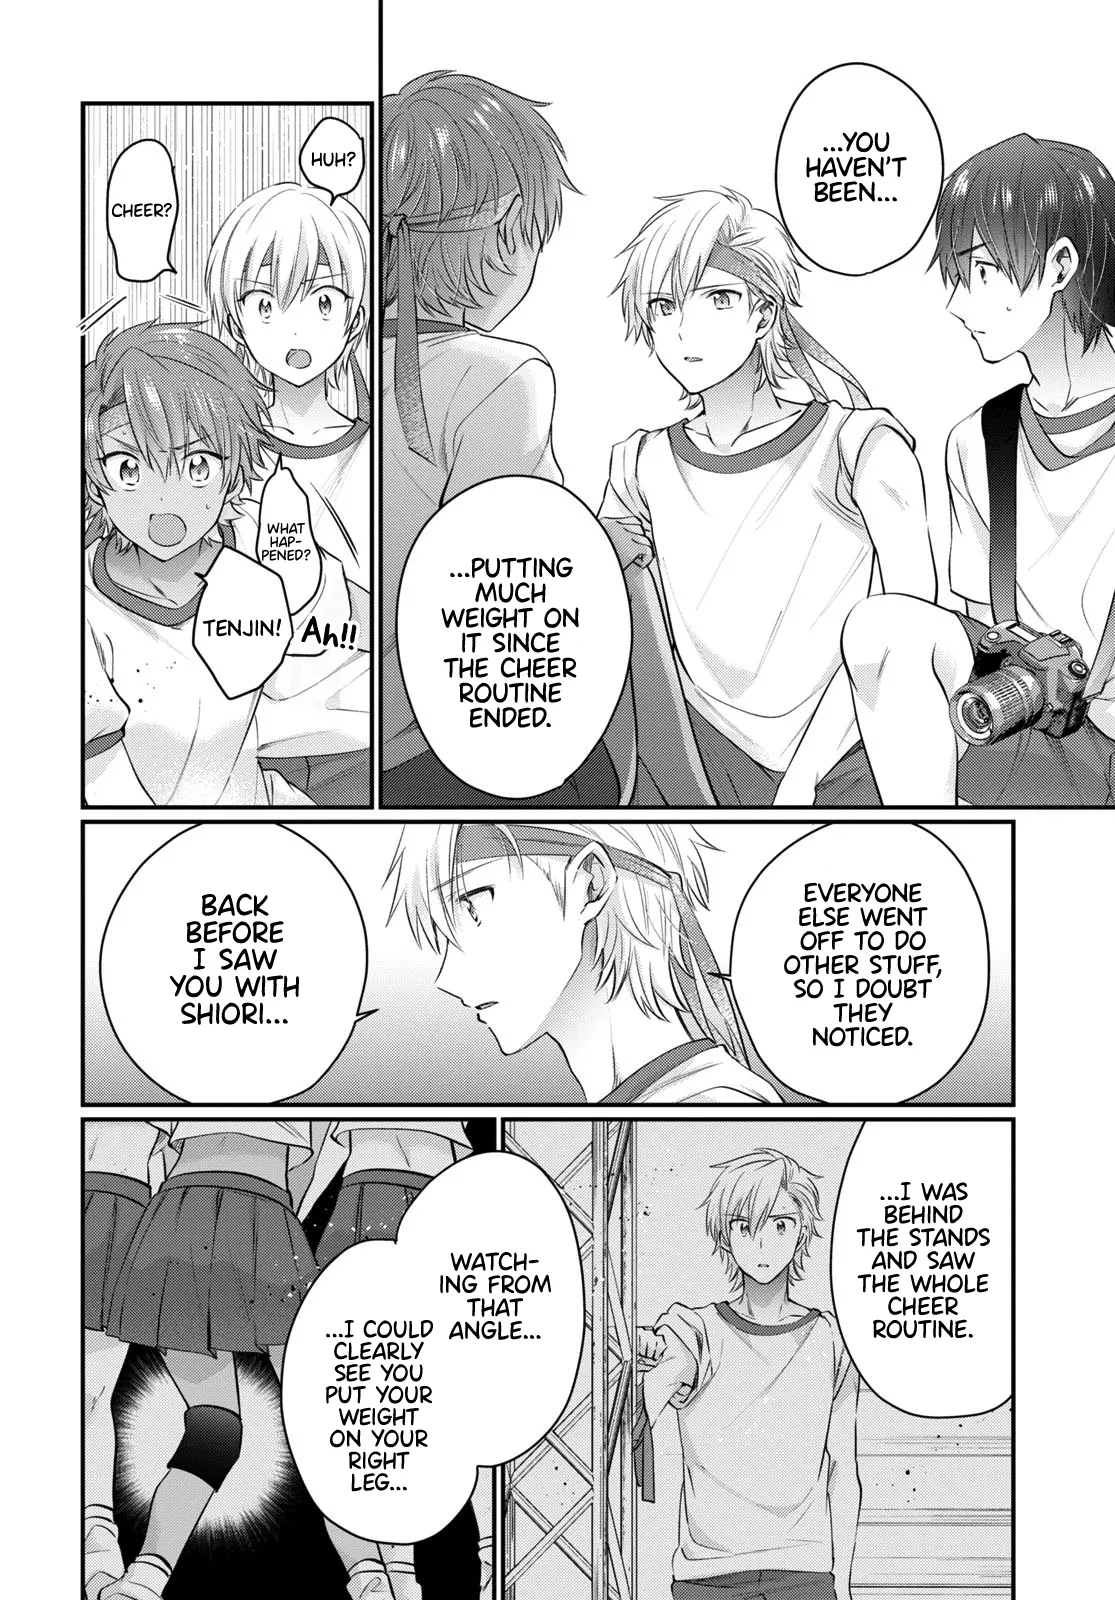 ...YOU
HAVEN'T
BEEN...
...PUTTING
MUCH
WEIGHT ON
IT SINCE
THE CHEER
ROUTINE
ENDED.
HUH?
CHEER?
WHAT
HAP-
PENED?
TENJIN!
Ah!!
EVERYONE
ELSE WENT
OFF TO DO
OTHER STUFF,
SO I DOUBT
THEY
NOTICED.
BACK
BEFORE
I SAW
YOU WITH
SHIORI...
...I WAS
BEHIND
THE STANDS
AND SAW
THE WHOLE
CHEER
ROUTINE.
WATCH-
ING FROM
THAT
ANGLE...
...I COULD
CLEARLY
SEE YOU
PUT YOUR
WEIGHT
ON YOUR
RIGHT
LEG...